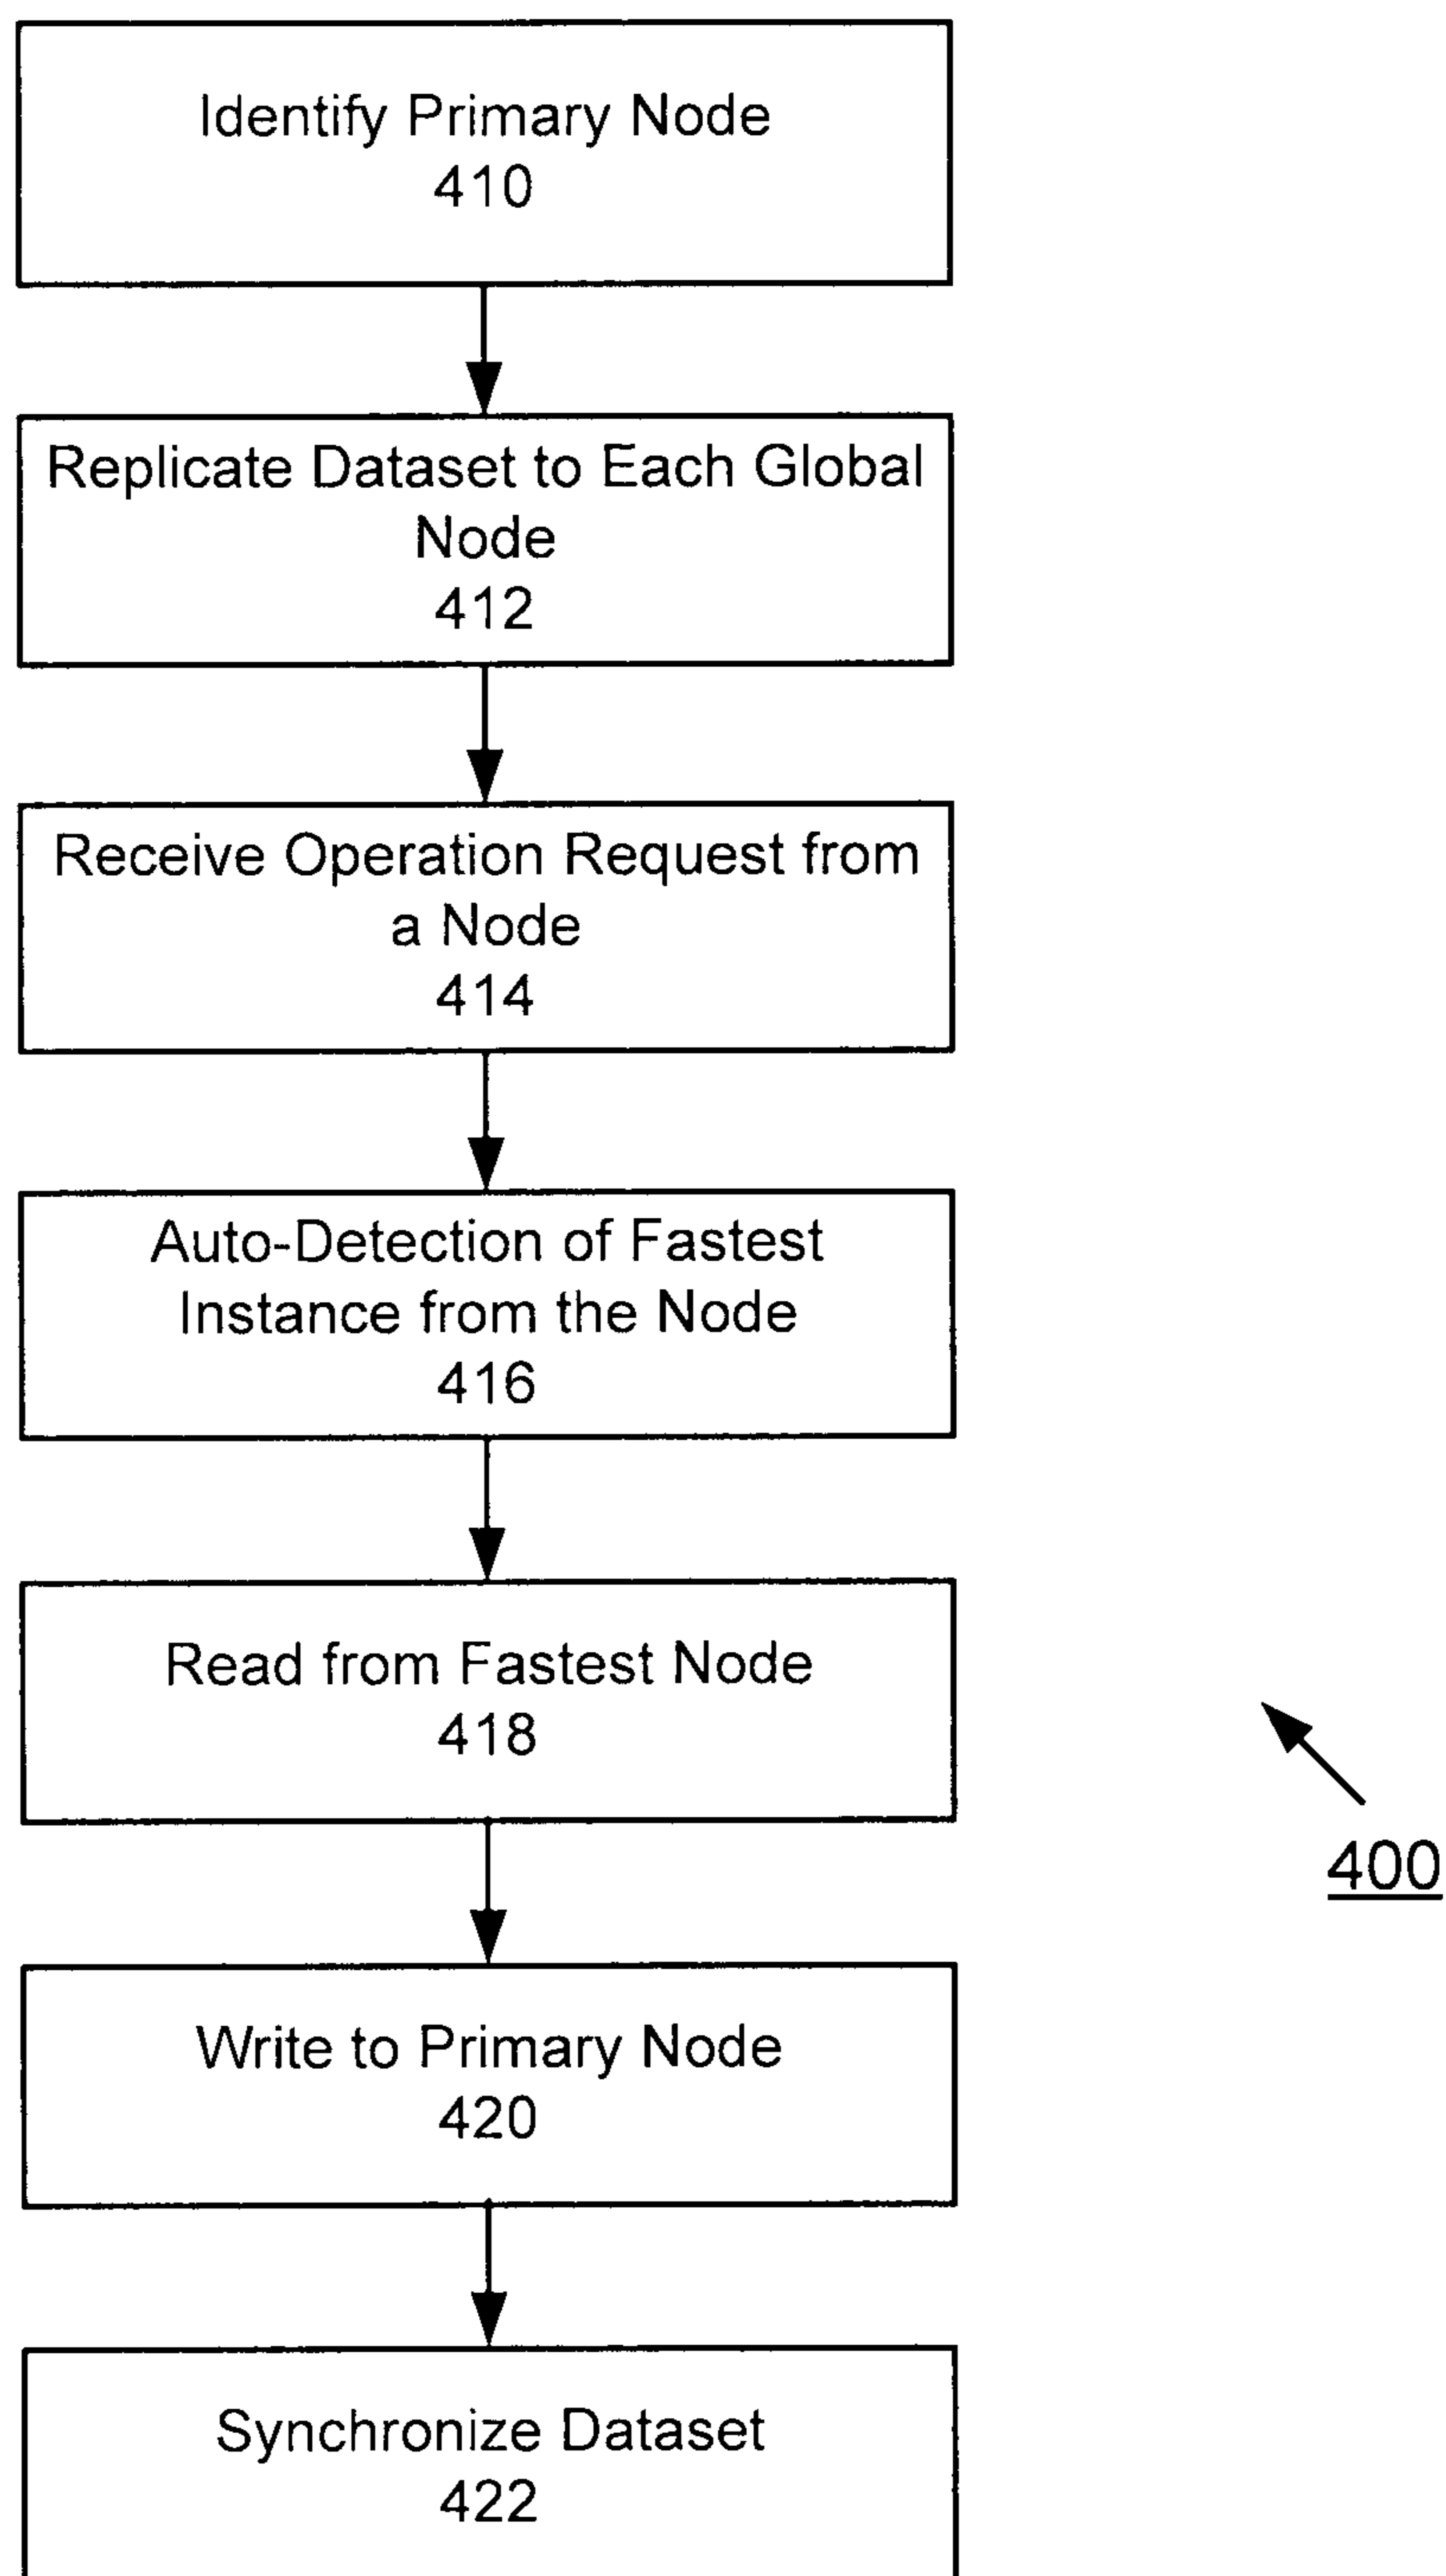 Identify Primary Node
410
Replicate Dataset to Each Global
Node
412
Receive Operation Request from
a Node
414
Auto-Detection of Fastest
Instance from the Node
416
Read from Fastest Node
418
400
Write to Primary Node
420
Synchronize Dataset
422